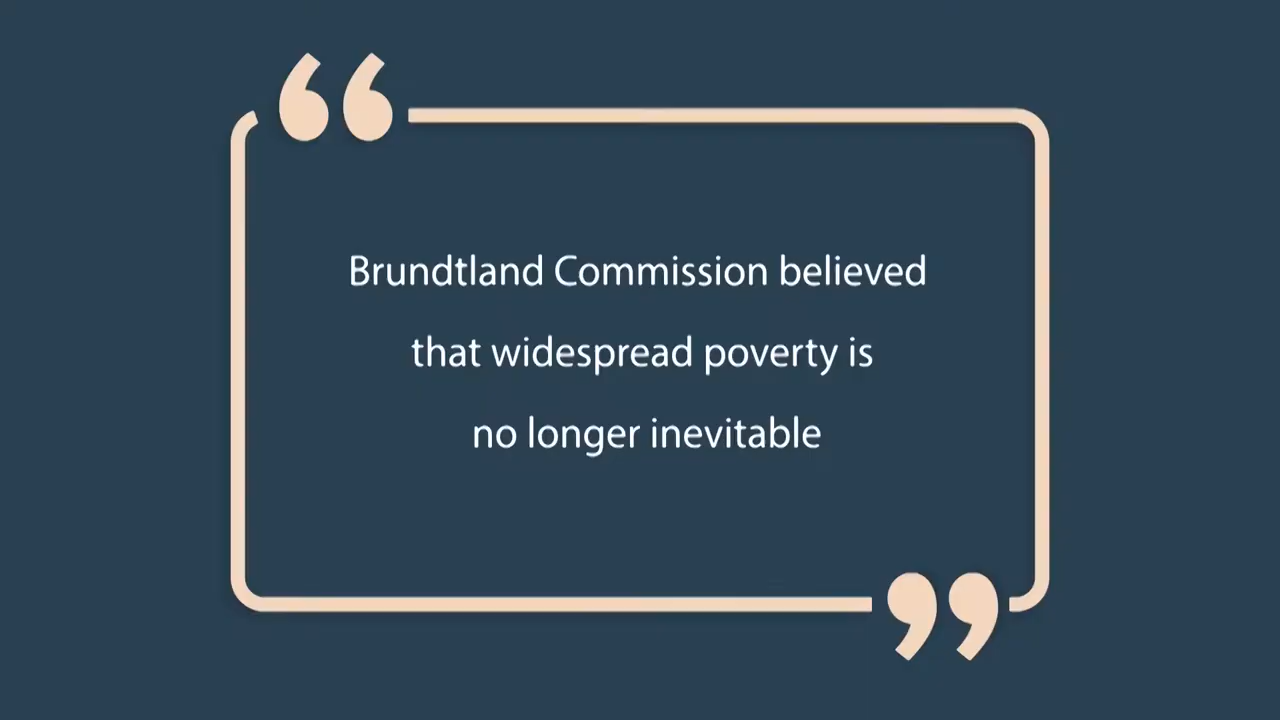 Brundtland Commission believed
that widespread poverty is
no longer inevitable